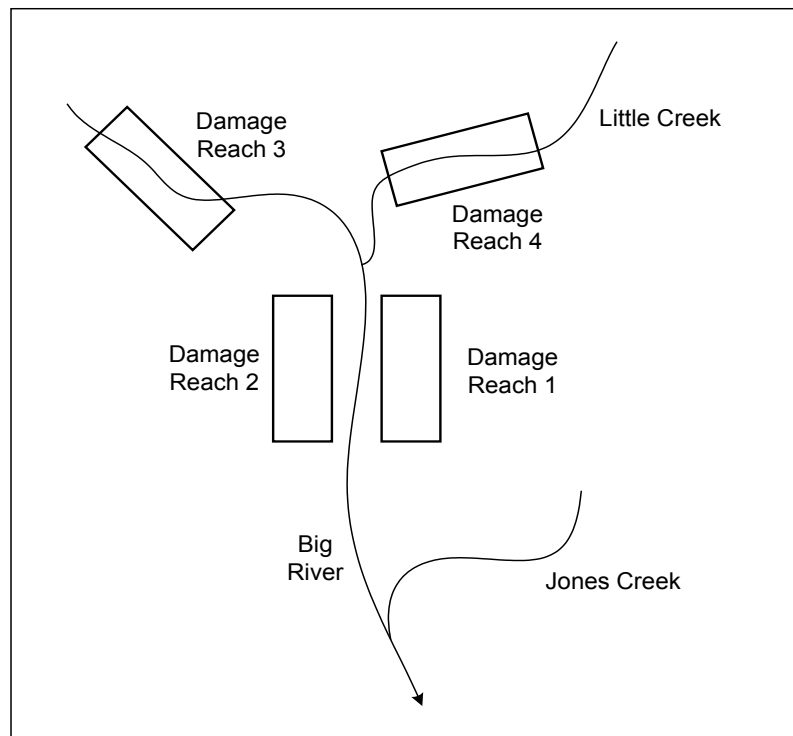 Little Creek
Damage
Reach 3
Damage
Reach 4
Damage
Reach 2
Damage
Reach 1
Big
River
Jones Creek